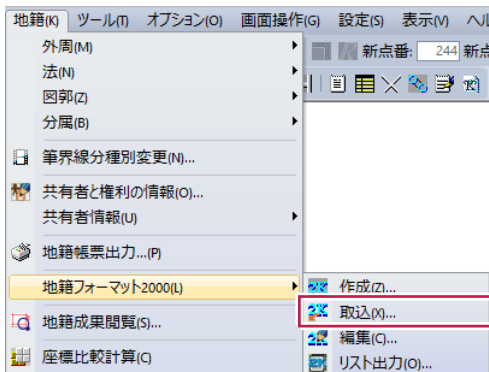 地籍(K) ツール(T) オプション(O) 画面操作(G) 設定(S) 表示(V)
外周(M)
新点番: 244 新点
法(N)
図郭(Z)
分属(B)
筆界線分種別変更(N)...
共有者と権利の情報(O)...
共有者情報(U)
地籍帳票出力...(P)
地籍フォーマット2000(L)
作成(Z)...
取込(X)...
地籍成果閲覧(S)...
編集(C)...
座標比較計算(C)
リスト出力(O)...